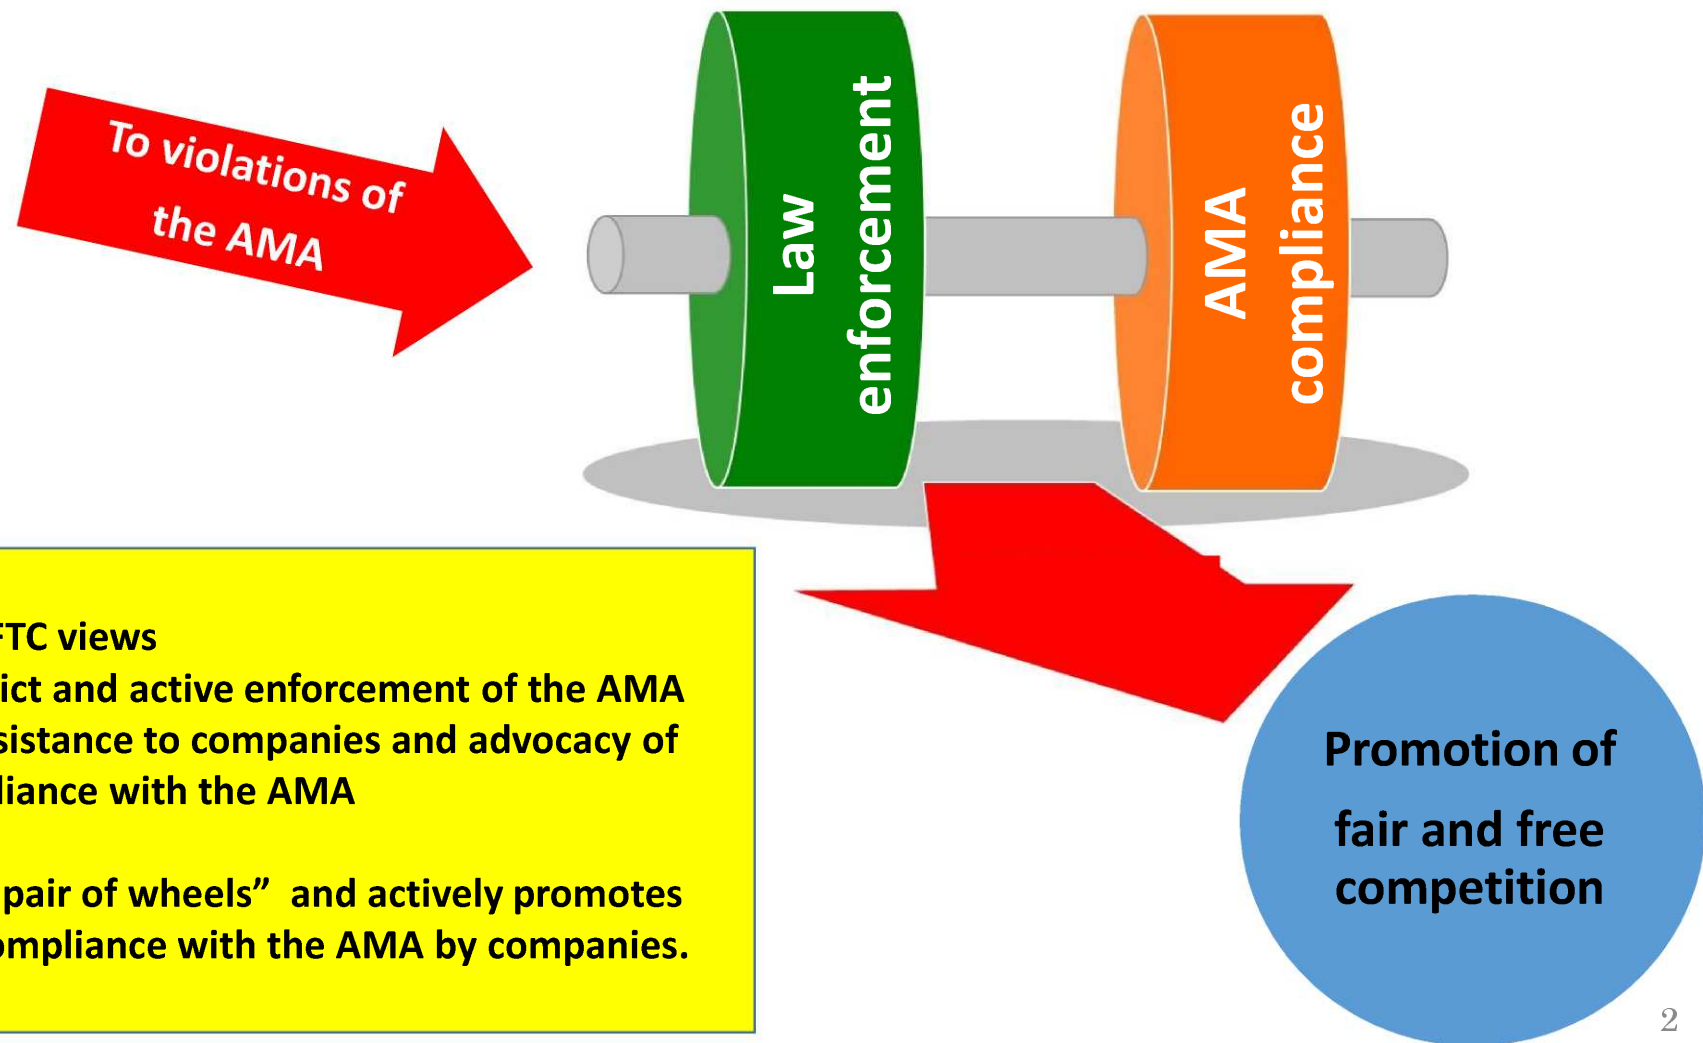 To violations of
the AMA
Law
enforcement
AMA
compliance
FTC views
ict and active enforcement of the AMA
sistance to companies and advocacy of
liance with the AMA
pair of wheels” and actively promotes
ompliance with the AMA by companies.
Promotion of
fair and free
competition
2